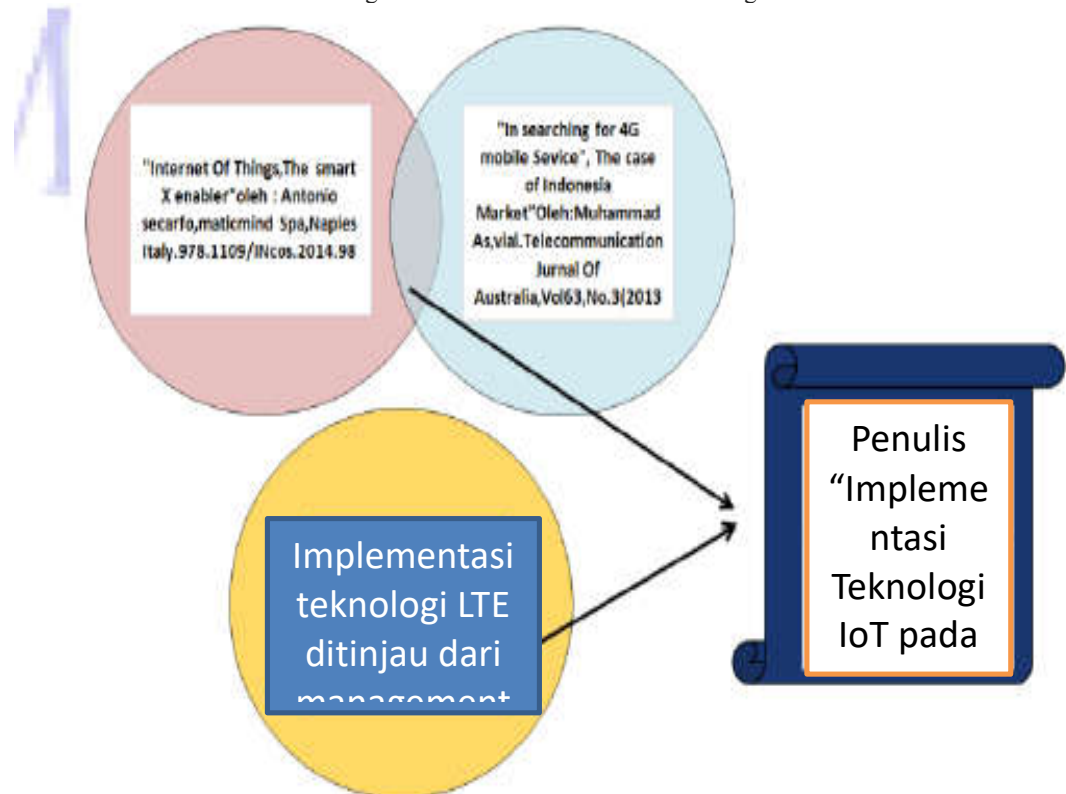 "Internet Of Things,The smart
X enabler"oleh : Antonio
secarfo,maticmind Spa,Naples
Italy.978.1109/INcos.2014.98
"In searching for 4G
mobile Sevice", The case
of Indonesia
Market"Oleh:Muhammad
As,vial.Telecommunication
Jurnal Of
Australia,Vol63,No.3(2013
Implementasi
teknologi LTE
ditinjau dari
management
Penulis
“Impleme
ntasi
Teknologi
IoT pada